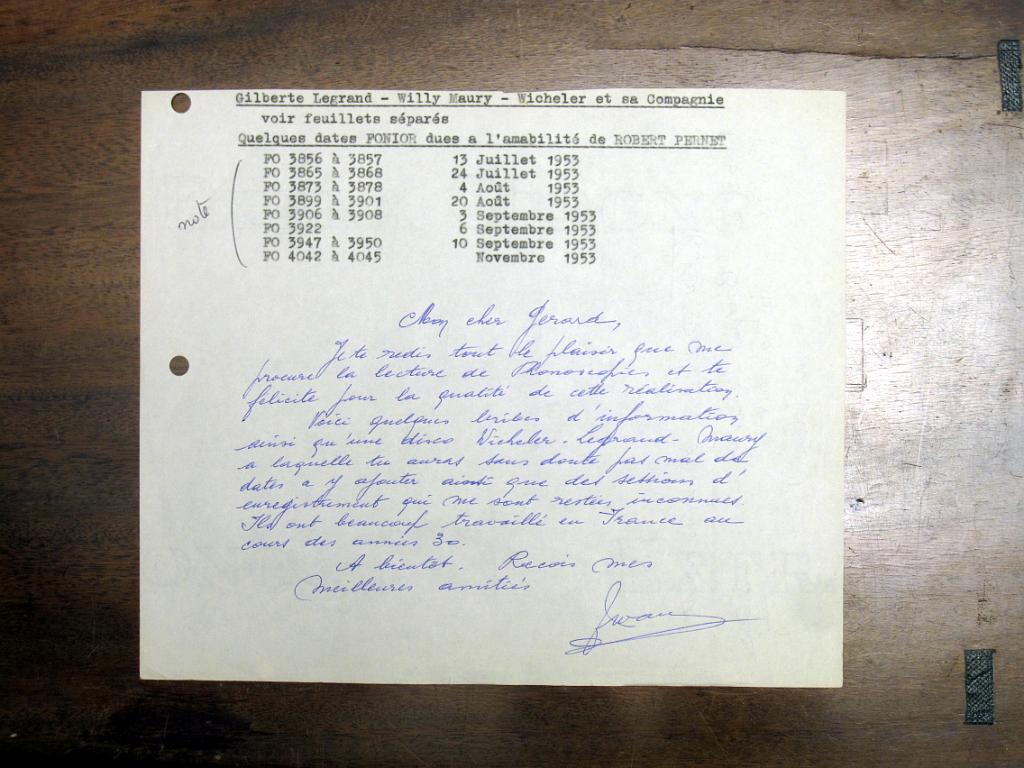 Gilberte Legrand - Willy Maury - Wicheler et sa Compagnie
voir feuillets séparés
Quelques dates FONIOR dues a l'amabilité de ROBERT PERNET
FO 3856 à 3857 13 Juillet 1953
FO 3865 à 3868 24 Juillet 1953
FO 3873 à 3878 4 Août 1953
FO 3899 à 3901 20 Août 1953
FO 3906 à 3908 3 Septembre 1953
FO 3922 6 Septembre 1953
FO 3947 à 3950 10 Septembre 1953
FO 4042 à 4045 Novembre 1953
note
Mon cher Gerard,
Je te redis tout le plaisir que me
procure la lecture de Phonoscopies et te
félicite pour la qualité de cette réalisation.
Voici quelques bribes d'information
ainsi qu'une disco Wicheler - Legrand - Maury
a laquelle tu auras sans doute pas mal de
dates a y ajouter ainsi que des sessions d'
enregistrement qui me sont restées inconnues.
Ils ont beaucoup travaillé en France au
cours des années 30.
A bientôt. Recois mes
meilleures amitiés